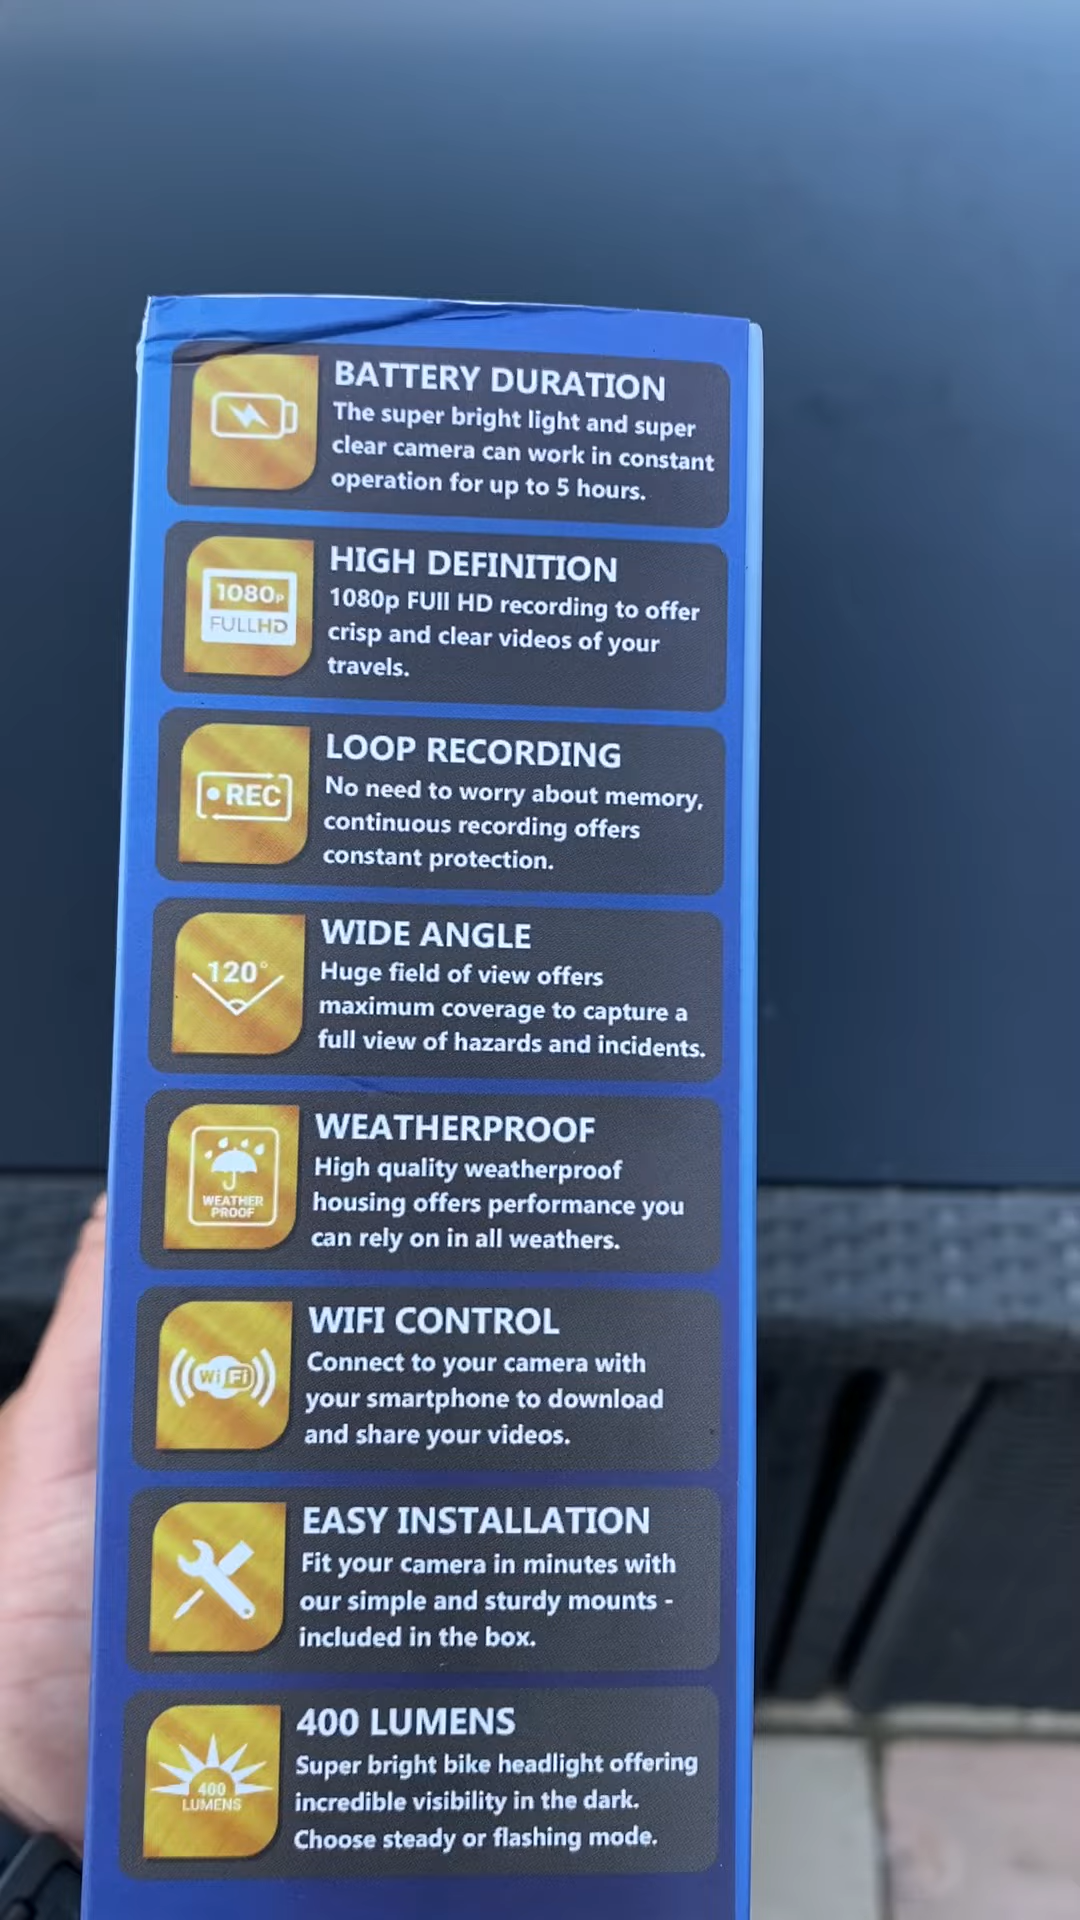 BATTERY DURATION
The super bright light and super
clear camera can work in constant
operation for up to 5 hours.
1080P
FULLHD
HIGH DEFINITION
1080p FUll HD recording to offer
crisp and clear videos of your
travels.
REC
LOOP RECORDING
No need to worry about memory,
continuous recording offers
constant protection.
120°
WIDE ANGLE
Huge field of view offers
maximum coverage to capture a
full view of hazards and incidents.
WEATHER
PROOF
WEATHERPROOF
High quality weatherproof
housing offers performance you
can rely on in all weathers.
WiFi
WIFI CONTROL
Connect to your camera with
your smartphone to download
and share your videos.
EASY INSTALLATION
Fit your camera in minutes with
our simple and sturdy mounts -
included in the box.
400
LUMENS
400 LUMENS
Super bright bike headlight offering
incredible visibility in the dark.
Choose steady or flashing mode.